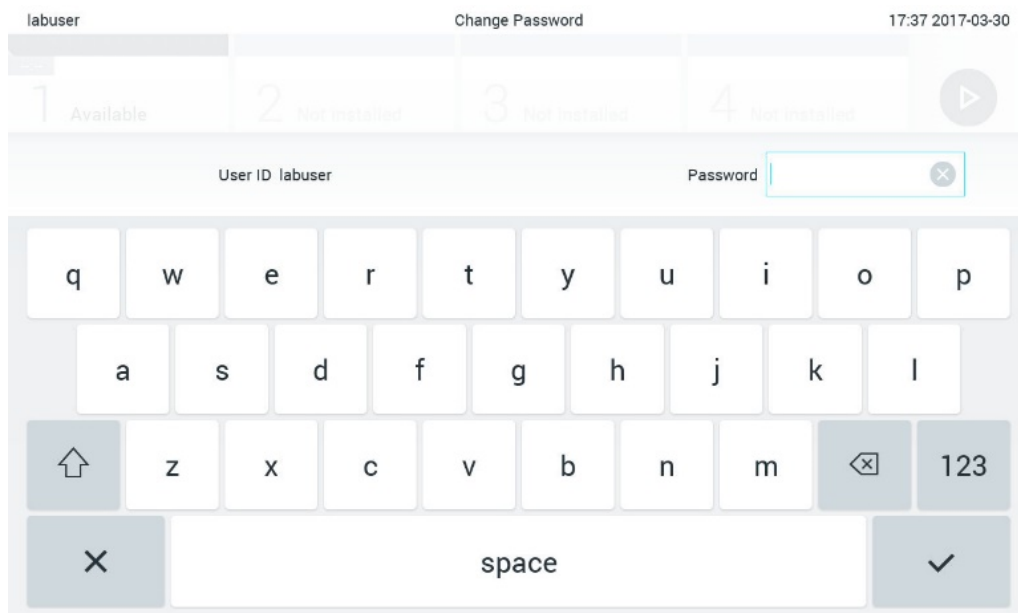 labuser Change Password 17:37 2017-03-30
1 Available 2 Not installed 3 Not installed 4 Not installed
User ID labuser Password
q w e r t y u i o p
a s d f g h j k l
z x c v b n m 123
space